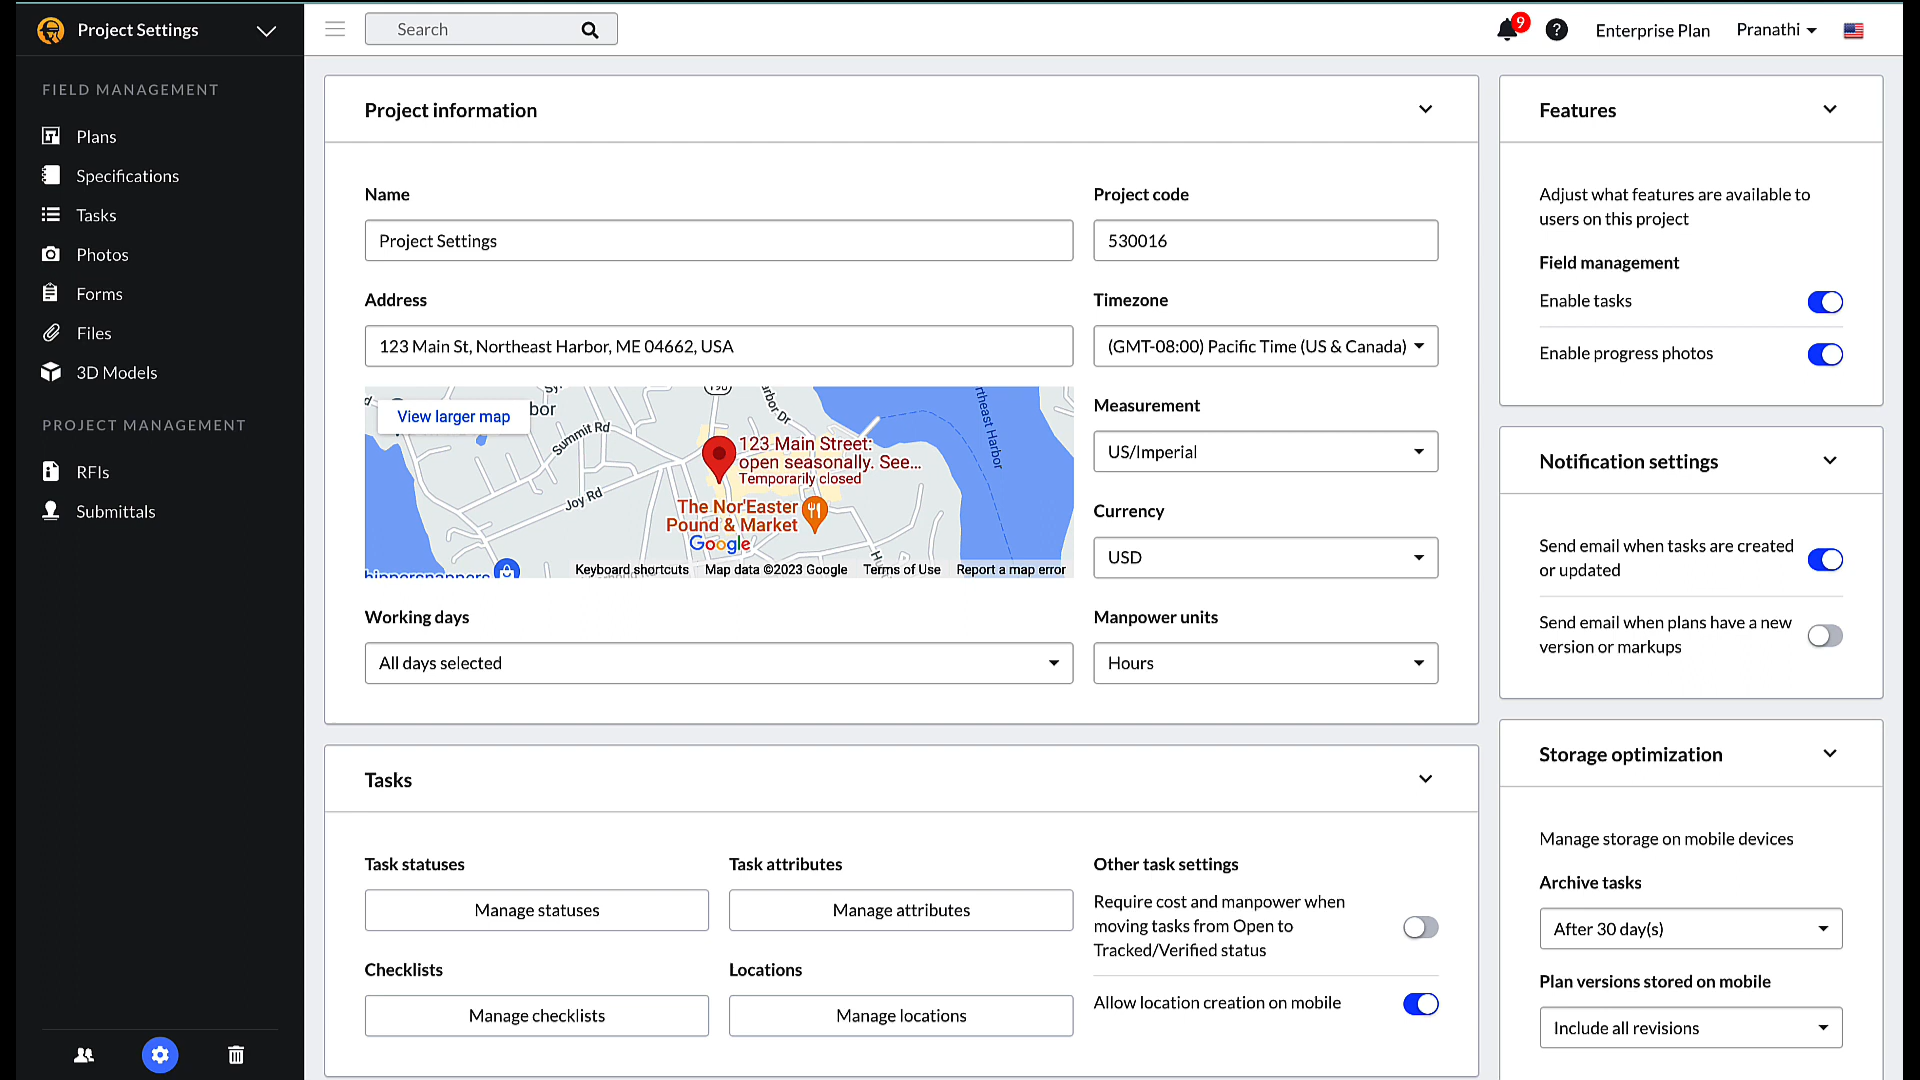 Project Settings
Search
9
?
Enterprise Plan
Pranathi
FIELD MANAGEMENT
Plans
Specifications
Tasks
Photos
Forms
Files
3D Models
PROJECT MANAGEMENT
RFIs
Submittals
Project information
Name
Project Settings
Project code
530016
Address
123 Main St, Northeast Harbor, ME 04662, USA
Timezone
(GMT-08:00) Pacific Time (US & Canada)
View larger map
Summit Rd
Joy Rd
123 Main Street:
open seasonally. See...
Temporarily closed
The Nor'Easter
Pound & Market
Google
Keyboard shortcuts
Map data ©2023 Google
Terms of Use
Report a map error
Measurement
US/Imperial
Currency
USD
Working days
All days selected
Manpower units
Hours
Tasks
Task statuses
Manage statuses
Task attributes
Manage attributes
Checklists
Manage checklists
Locations
Manage locations
Other task settings
Require cost and manpower when
moving tasks from Open to
Tracked/Verified status
Allow location creation on mobile
Features
Adjust what features are available to
users on this project
Field management
Enable tasks
Enable progress photos
Notification settings
Send email when tasks are created
or updated
Send email when plans have a new
version or markups
Storage optimization
Manage storage on mobile devices
Archive tasks
After 30 day(s)
Plan versions stored on mobile
Include all revisions